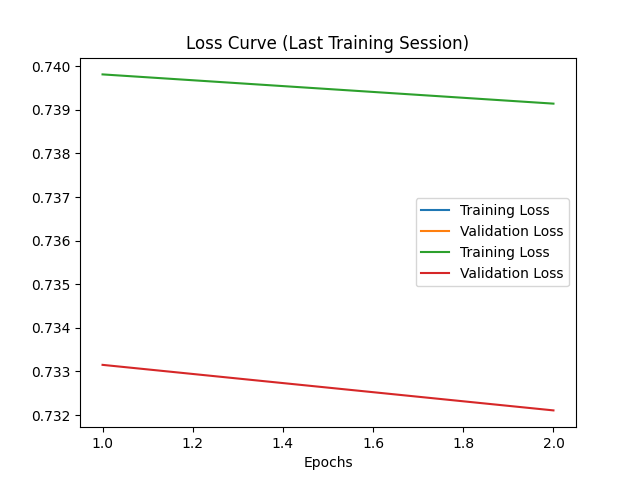 Loss Curve (Last Training Session)
0.740
0.739
0.738
0.737
0.736
0.735
0.734
0.733
0.732
Training Loss
Validation Loss
Training Loss
Validation Loss
1.0 1.2 1.4 1.6 1.8 2.0
Epochs